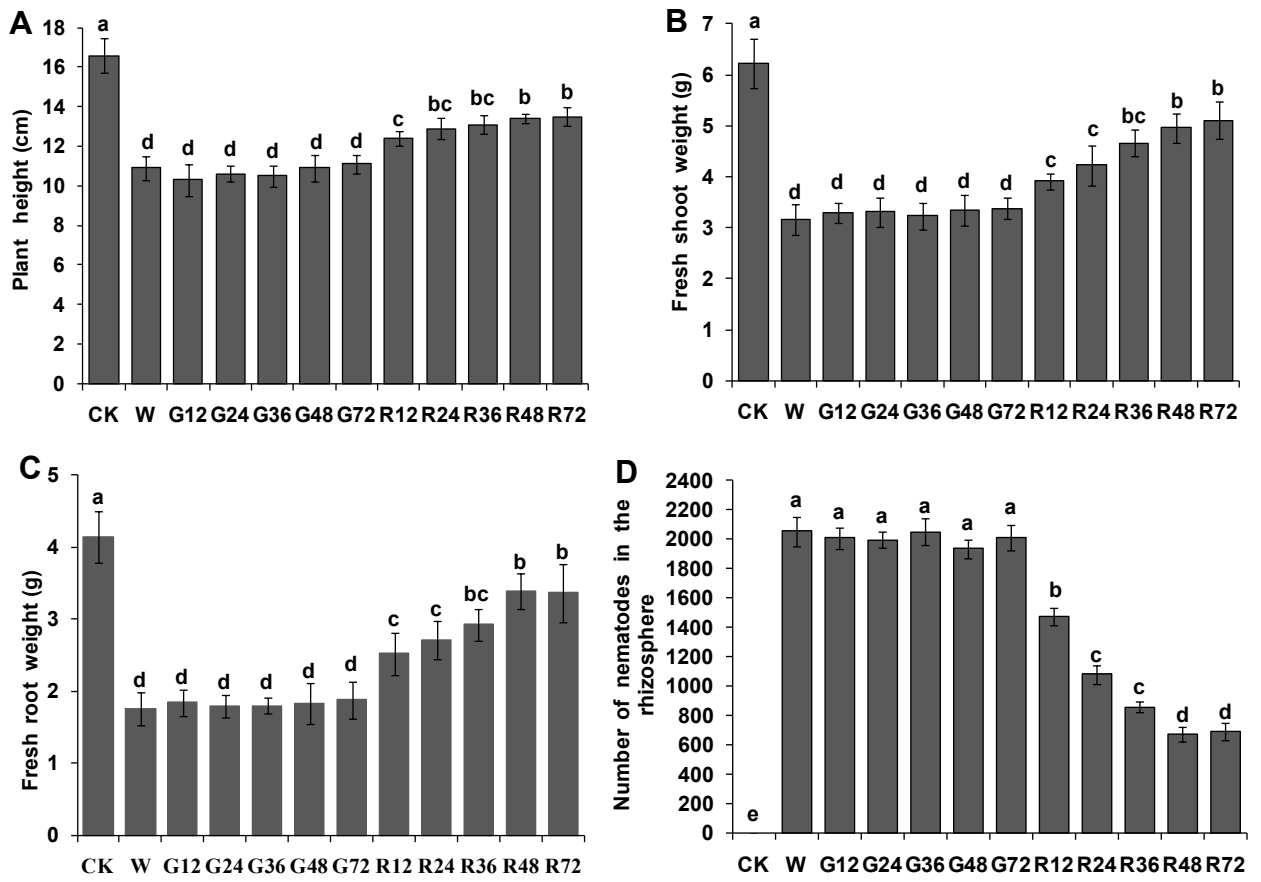 A
Plant height (cm)
18
16
14
12
10
8
6
4
2
0
a
d
d
d
d
d
d
c
bc
bc
b
b
CK W G12 G24 G36 G48 G72 R12 R24 R36 R48 R72
B
Fresh shoot weight (g)
7
6
5
4
3
2
1
0
a
d
d
d
d
d
d
c
c
bc
b
b
CK W G12 G24 G36 G48 G72 R12 R24 R36 R48 R72
C
Fresh root weight (g)
5
4
3
2
1
0
a
d
d
d
d
d
d
c
c
bc
b
b
CK W G12 G24 G36 G48 G72 R12 R24 R36 R48 R72
D
Number of nematodes in the
rhizosphere
2400
2200
2000
1800
1600
1400
1200
1000
800
600
400
200
0
e
a
a
a
a
a
a
b
c
c
d
d
CK W G12 G24 G36 G48 G72 R12 R24 R36 R48 R72